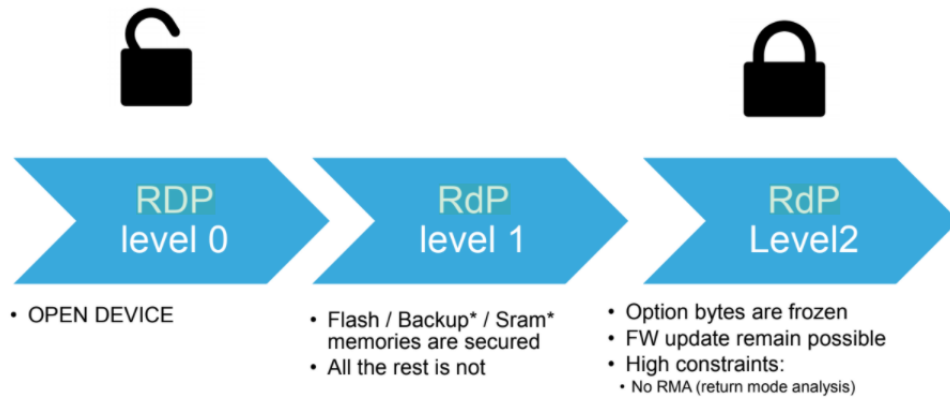 RDP
level 0
RdP
level 1
RdP
Level2
• OPEN DEVICE
• Flash / Backup* / Sram*
memories are secured
• All the rest is not
• Option bytes are frozen
• FW update remain possible
• High constraints:
• No RMA (return mode analysis)